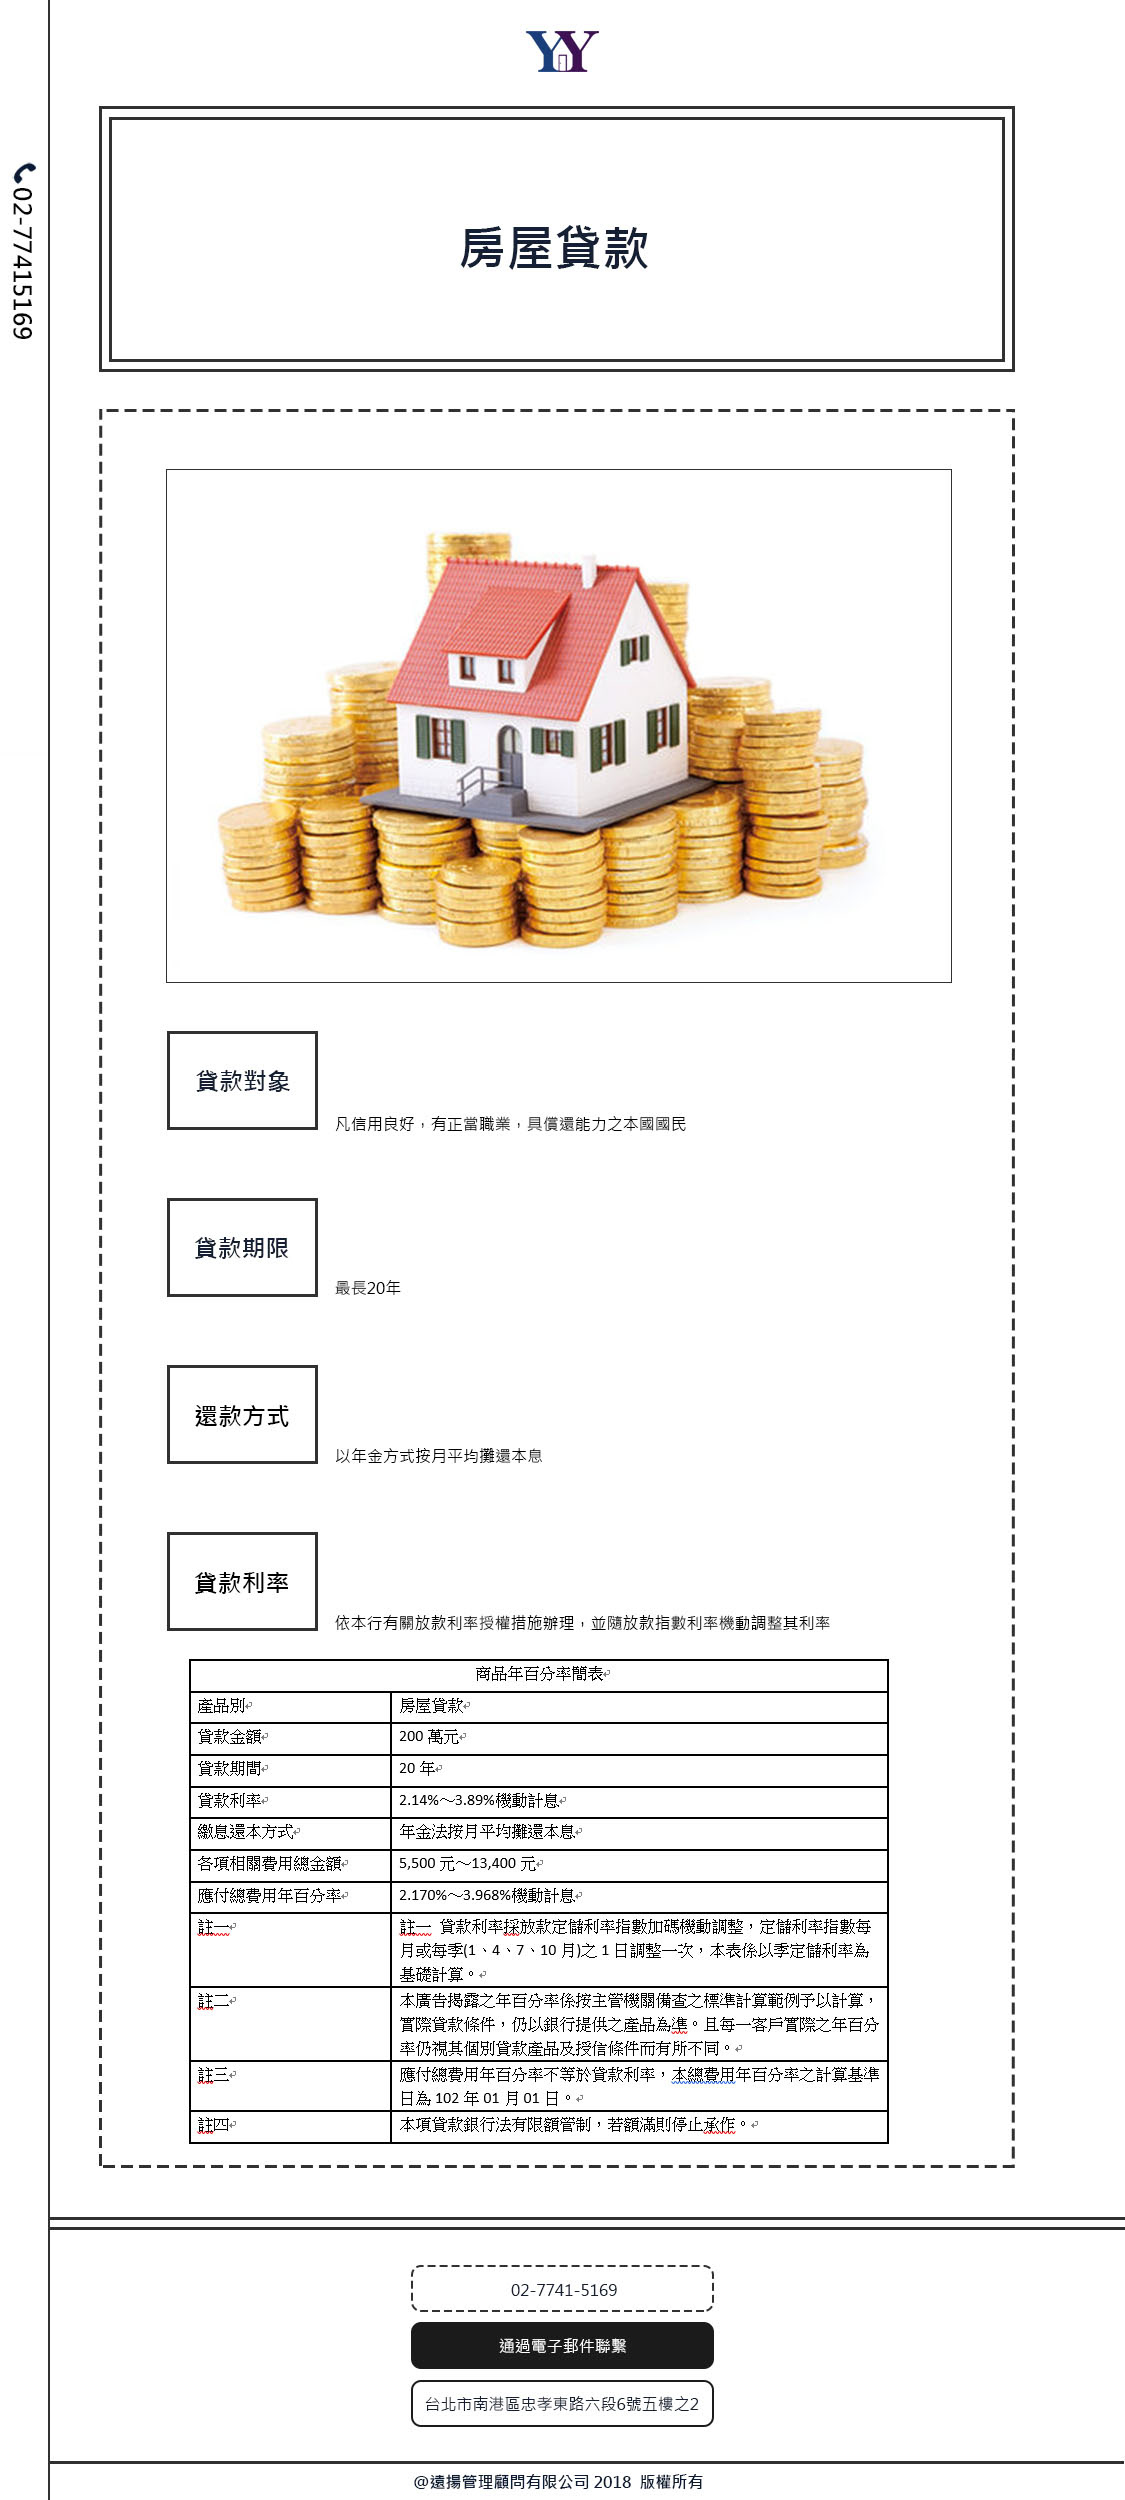 YY
02-77415169
房屋貸款
貸款對象
凡信用良好，有正當職業，具償還能力之本國國民
貸款期限
最長20年
還款方式
以年金方式按月平均攤還本息
貸款利率
依本行有關放款利率授權措施辦理，並隨放款指數利率機動調整其利率
商品年百分率簡表
產品別 房屋貸款
貸款金額 200 萬元
貸款期間 20 年
貸款利率 2.14%～3.89%機動計息
繳息還本方式 年金法按月平均攤還本息
各項相關費用總金額 5,500 元～13,400 元
應付總費用年百分率 2.170%～3.968%機動計息
註一 註一 貸款利率採放款定儲利率指數加碼機動調整，定儲利率指數每
月或每季(1、4、7、10 月)之 1 日調整一次，本表係以季定儲利率為
基礎計算。
註二 本廣告揭露之年百分率係按主管機關備查之標準計算範例予以計算，
實際貸款條件，仍以銀行提供之產品為準。且每一客戶實際之年百分
率仍視其個別貸款產品及授信條件而有所不同。
註三 應付總費用年百分率不等於貸款利率，本總費用年百分率之計算基準
日為 102 年 01 月 01 日。
註四 本項貸款銀行法有限額管制，若額滿則停止承作。
02-7741-5169
通過電子郵件聯繫
台北市南港區忠孝東路六段6號五樓之2
@遠揚管理顧問有限公司 2018 版權所有